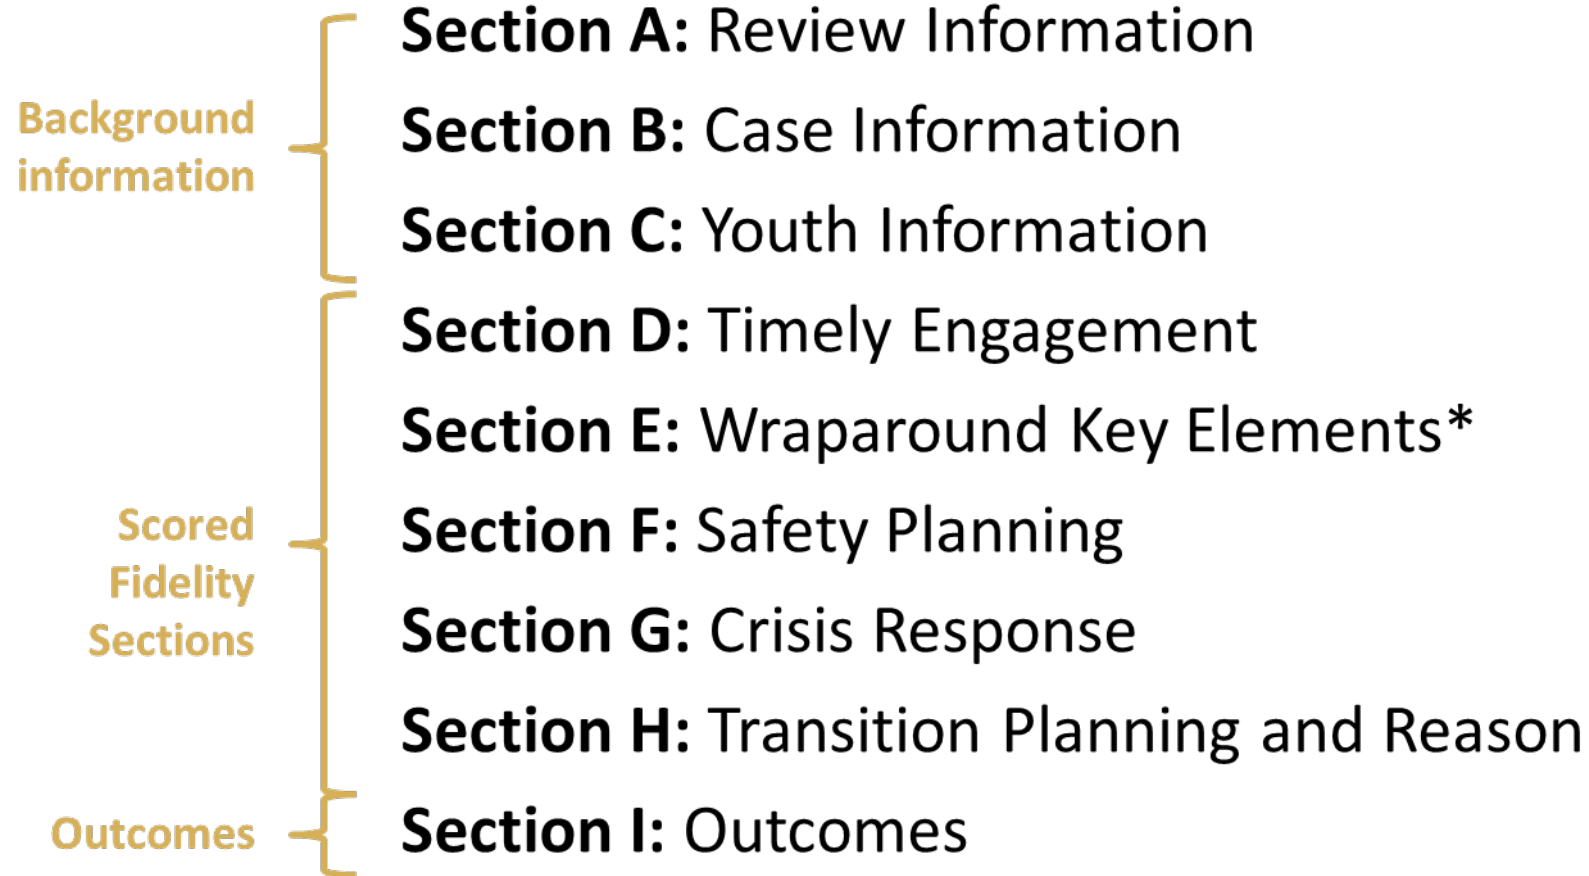 Section A: Review Information
Background
information
Section B: Case Information
Section C: Youth Information
Section D: Timely Engagement
Section E: Wraparound Key Elements*
Scored
Fidelity
Sections
Section F: Safety Planning
Section G: Crisis Response
Section H: Transition Planning and Reason
Outcomes
Section I: Outcomes